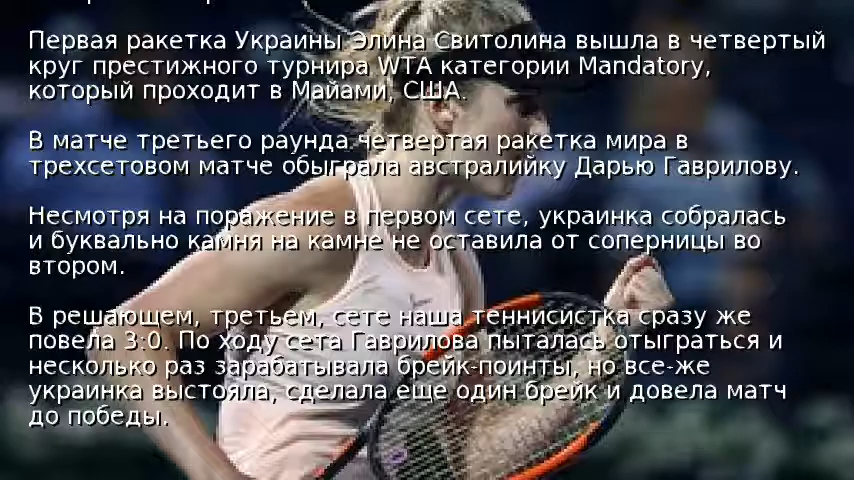 Первая ракетка Украины Элина Свитолина вышла в четвертый
круг престижного турнира WTA категории Mandatory,
который проходит в Майами, США.
В матче третьего раунда четвертая ракетка мира в
трехсетовом матче обыграла австралийку Дарью Гаврилову.
Несмотря на поражение в первом сете, украинка собралась
и буквально камня на камне не оставила от соперницы во
втором.
В решающем, третьем, сете наша теннисистка сразу же
повела 3:0. По ходу сета Гаврилова пыталась отыграться и
несколько раз зарабатывала брейк-поинты, но все-же
украинка выстояла, сделала еще один брейк и довела матч
до победы.